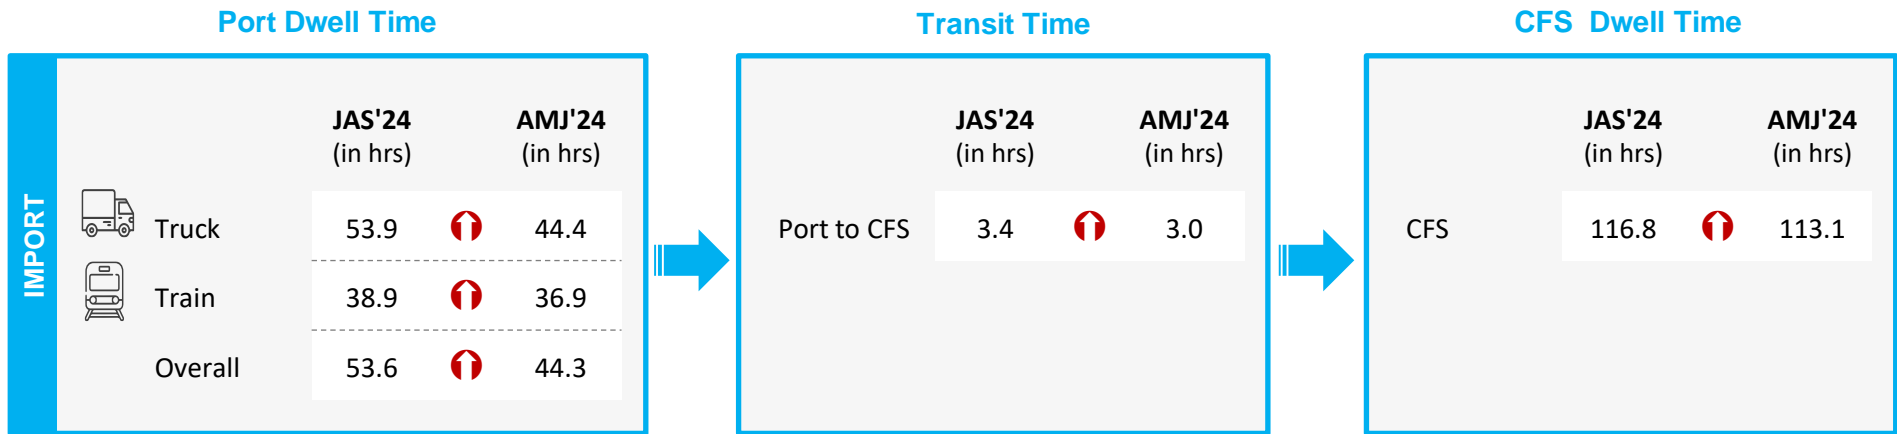 Port Dwell Time
Transit Time
CFS Dwell Time
IMPORT
JAS'24 AMJ'24
(in hrs) (in hrs)
Truck 53.9 44.4
Train 38.9 36.9
Overall 53.6 44.3
JAS'24 AMJ'24
(in hrs) (in hrs)
Port to CFS 3.4 3.0
JAS'24 AMJ'24
(in hrs) (in hrs)
CFS 116.8 113.1